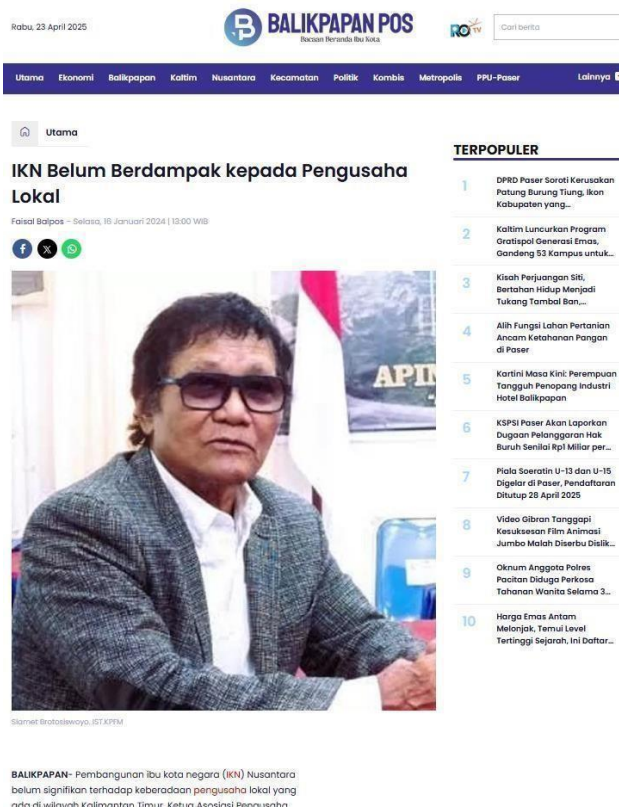 Rabu, 23 April 2025
BALIKPAPAN POS
Bacaan Beranda Ibu Kota
RO TV
Cari berita
Utama Ekonomi Balikpapan Kaltim Nusantara Kecamatan Politik Kombis Metropolis PPU-Paser Lainnya
Utama
IKN Belum Berdampak kepada Pengusaha
Lokal
Faisal Balpos - Selasa, 16 Januari 2024 | 13:00 WIB
APIN
Slamet Brotosiswoyo. IST.KPFM
BALIKPAPAN- Pembangunan ibu kota negara (IKN) Nusantara
belum signifikan terhadap keberadaan pengusaha lokal yang
ada di wilayah Kalimantan Timur. Ketua Asosiasi Pengusaha
TERPOPULER
1
DPRD Paser Soroti Kerusakan
Patung Burung Tiung, Ikon
Kabupaten yang...
2
Kaltim Luncurkan Program
Gratispol Generasi Emas,
Gandeng 53 Kampus untuk...
3
Kisah Perjuangan Siti,
Bertahan Hidup Menjadi
Tukang Tambal Ban,...
4
Alih Fungsi Lahan Pertanian
Ancam Ketahanan Pangan
di Paser
5
Kartini Masa Kini: Perempuan
Tangguh Penopang Industri
Hotel Balikpapan
6
KSPSI Paser Akan Laporkan
Dugaan Pelanggaran Hak
Buruh Senilai Rp1 Miliar per...
7
Piala Soeratin U-13 dan U-15
Digelar di Paser, Pendaftaran
Ditutup 28 April 2025
8
Video Gibran Tanggapi
Kesuksesan Film Animasi
Jumbo Malah Diserbu Dislik...
9
Oknum Anggota Polres
Pacitan Diduga Perkosa
Tahanan Wanita Selama 3...
10
Harga Emas Antam
Melonjak, Temui Level
Tertinggi Sejarah, Ini Daftar...